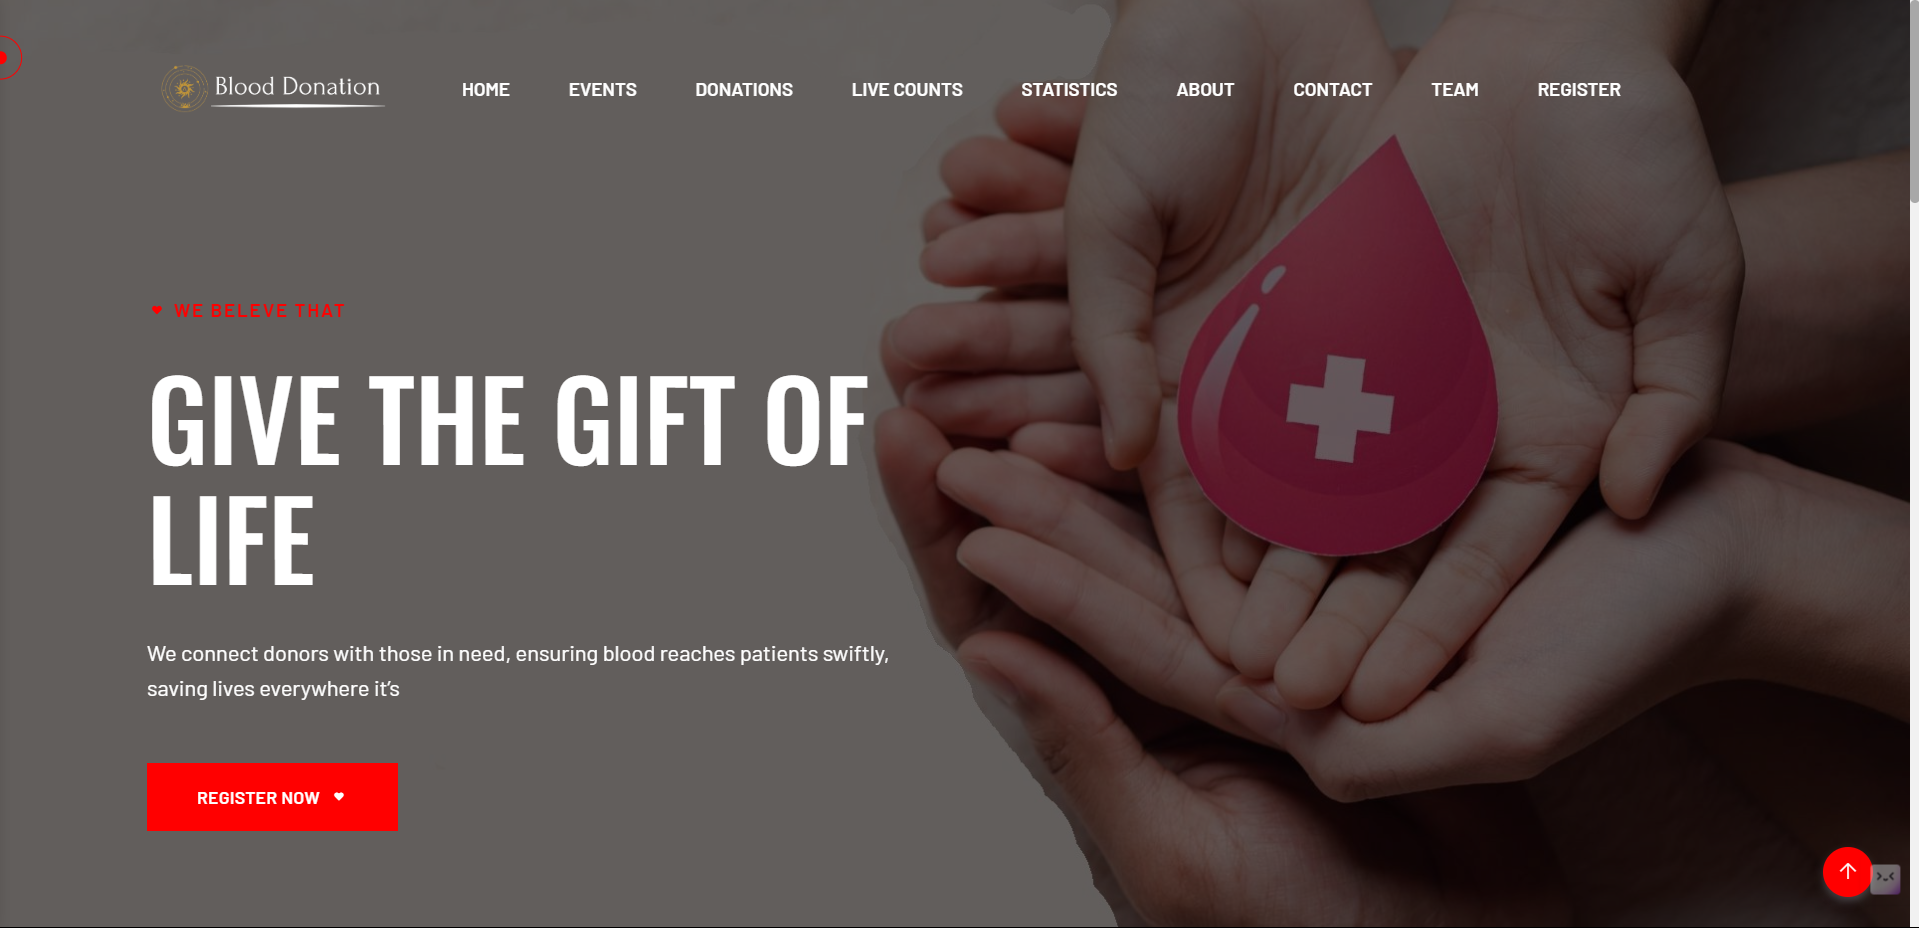 Blood Donation
HOME EVENTS DONATIONS LIVE COUNTS STATISTICS ABOUT CONTACT TEAM REGISTER
WE BELEVE THAT
GIVE THE GIFT OF
LIFE
We connect donors with those in need, ensuring blood reaches patients swiftly,
saving lives everywhere it’s
REGISTER NOW